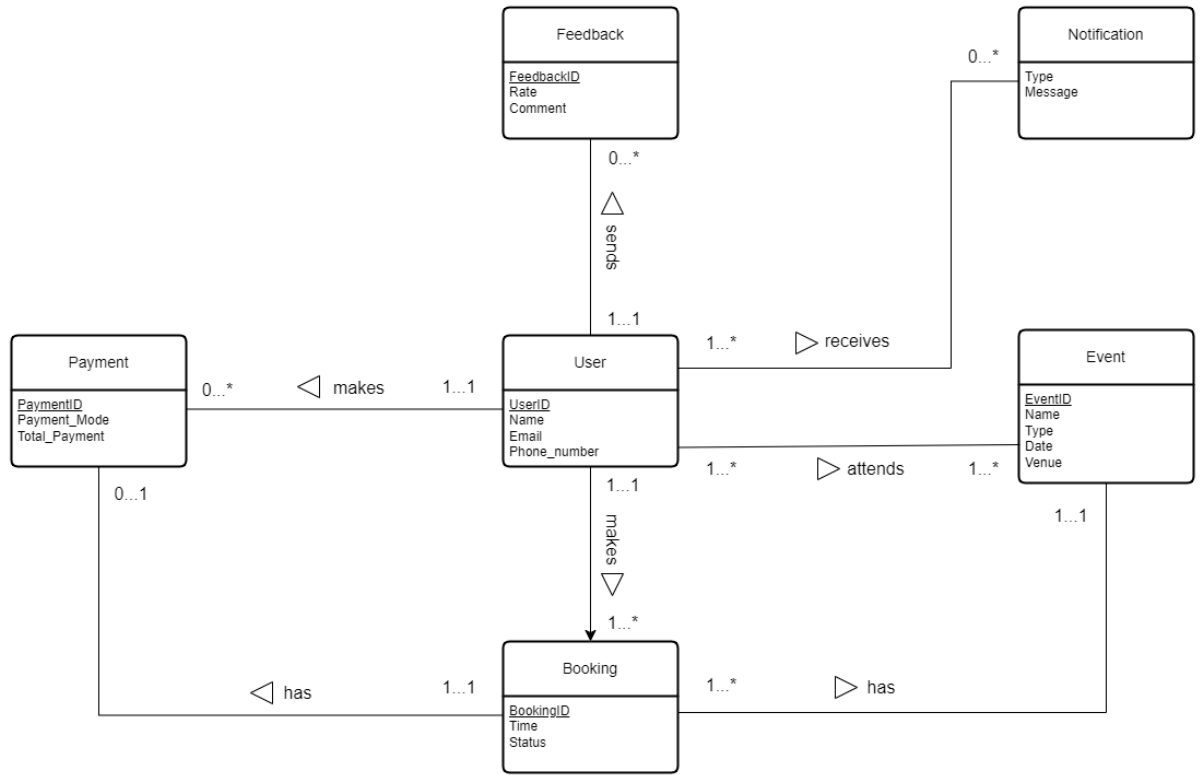 Feedback
FeedbackID
Rate
Comment
Notification
Type
Message
0...*
0...*
sends
1...1
Payment
PaymentID
Payment_Mode
Total_Payment
0...*
makes
1...1
User
UserID
Name
Email
Phone_number
1...*
receives
1...*
attends
1...*
Event
EventID
Name
Type
Date
Venue
0...1
1...1
1...1
makes
1...*
has
1...1
Booking
BookingID
Time
Status
1...*
has